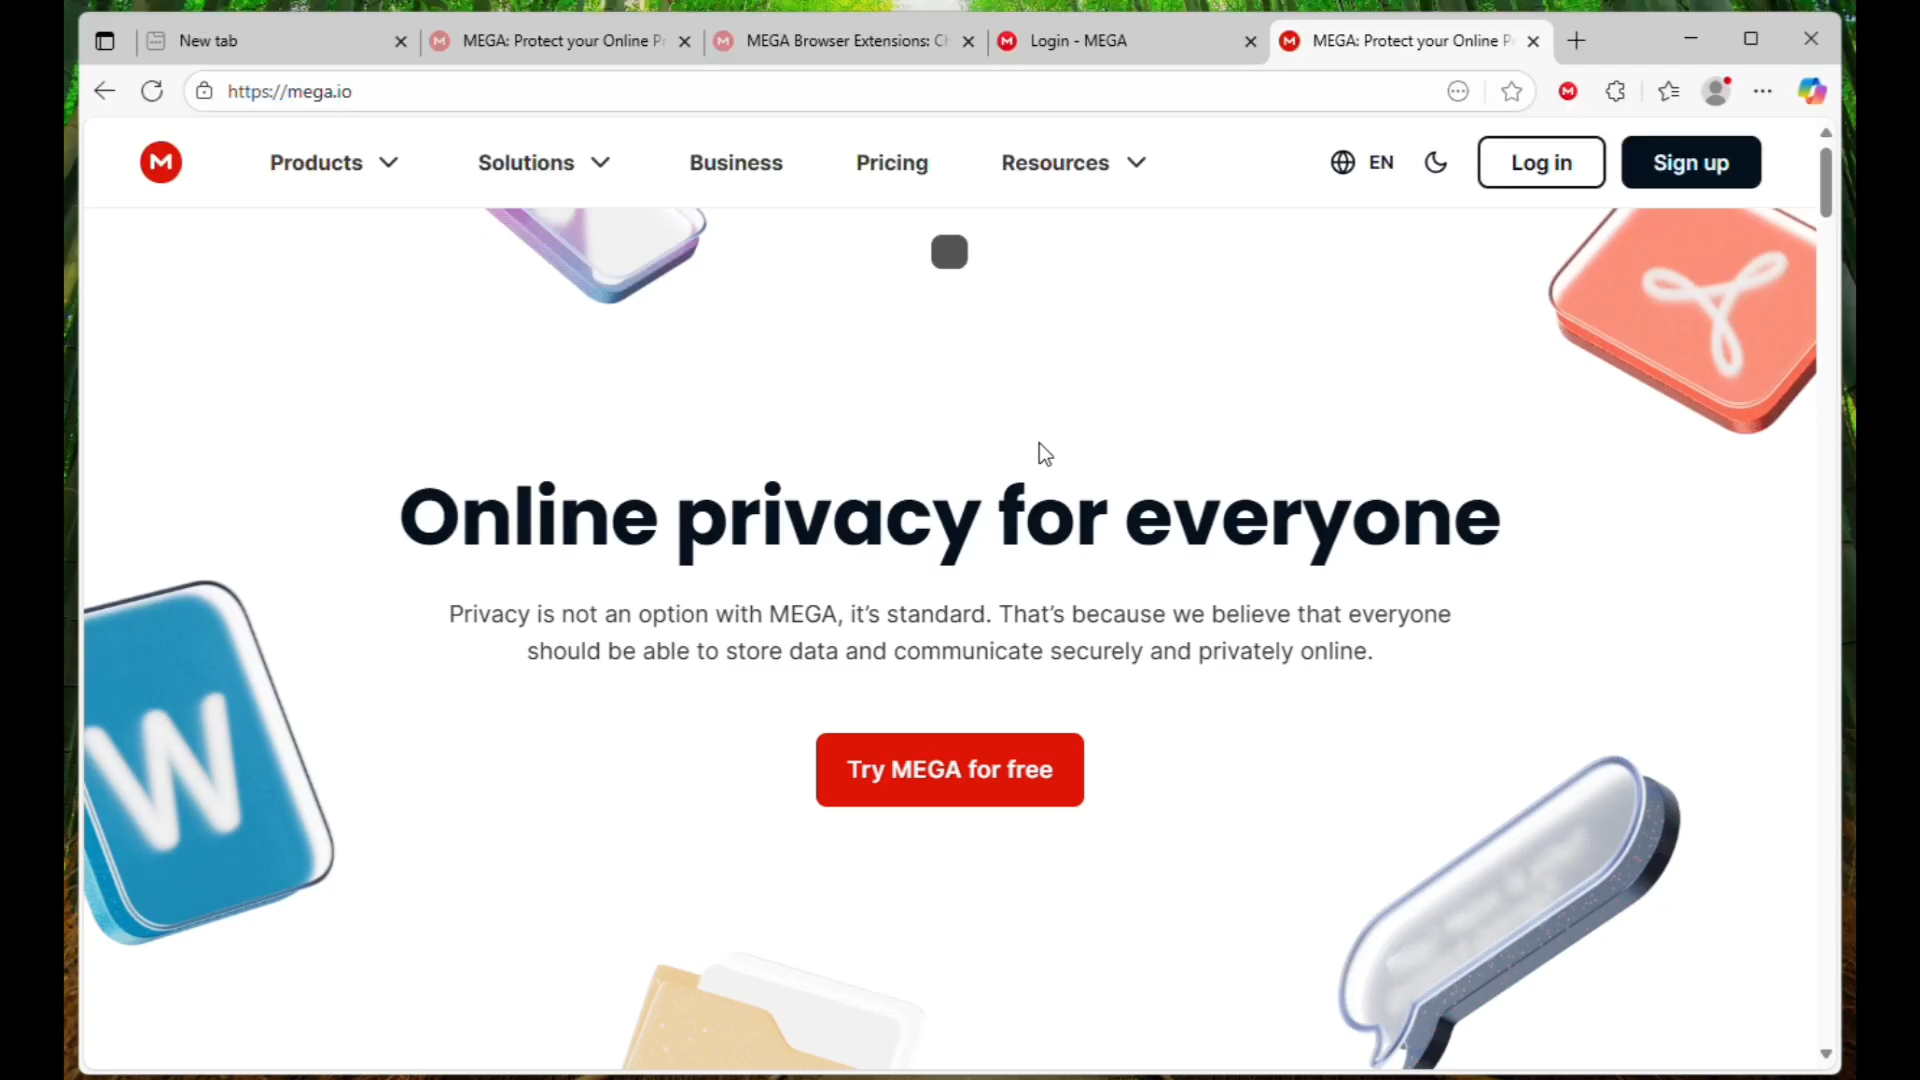 New tab
MEGA: Protect your Online Pr
MEGA Browser Extensions: Ch
Login - MEGA
MEGA: Protect your Online Pr
https://mega.io
Products
Solutions
Business
Pricing
Resources
EN
Log in
Sign up
Online privacy for everyone
Privacy is not an option with MEGA, it's standard. That's because we believe that everyone
should be able to store data and communicate securely and privately online.
W
Try MEGA for free